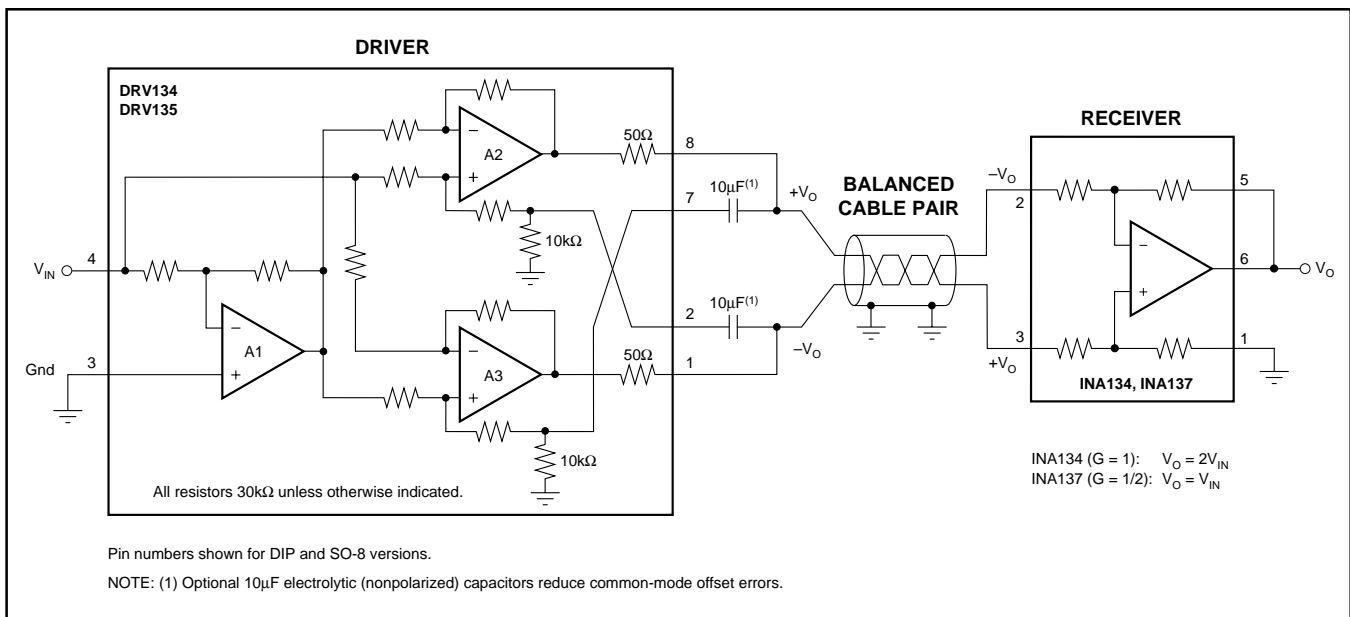 DRIVER
DRV134
DRV135
A2
50Ω
8
10µF(1)
7
+VO
BALANCED
CABLE PAIR
RECEIVER
–VO
2
5
10kΩ
VIN
4
6
VO
10µF(1)
2
–VO
A1
A3
50Ω
1
3
+VO
1
Gnd
3
INA134, INA137
10kΩ
All resistors 30kΩ unless otherwise indicated.
INA134 (G = 1): VO = 2VIN
INA137 (G = 1/2): VO = VIN
Pin numbers shown for DIP and SO-8 versions.
NOTE: (1) Optional 10µF electrolytic (nonpolarized) capacitors reduce common-mode offset errors.